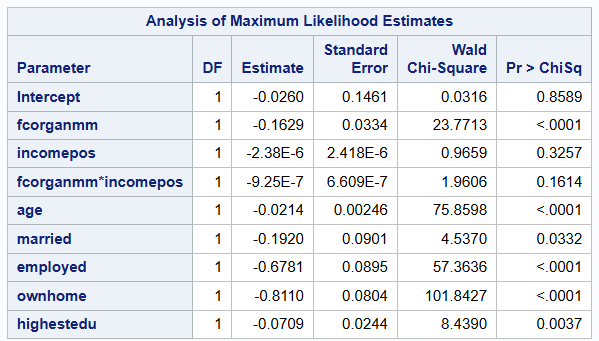 Analysis of Maximum Likelihood Estimates
Parameter DF Estimate Standard Error Wald Chi-Square Pr > ChiSq
Intercept 1 -0.0260 0.1461 0.0316 0.8589
fcorganmm 1 -0.1629 0.0334 23.7713 <.0001
incomepos 1 -2.38E-6 2.418E-6 0.9659 0.3257
fcorganmm*incomepos 1 -9.25E-7 6.609E-7 1.9606 0.1614
age 1 -0.0214 0.00246 75.8598 <.0001
married 1 -0.1920 0.0901 4.5370 0.0332
employed 1 -0.6781 0.0895 57.3636 <.0001
ownhome 1 -0.8110 0.0804 101.8427 <.0001
highestedu 1 -0.0709 0.0244 8.4390 0.0037